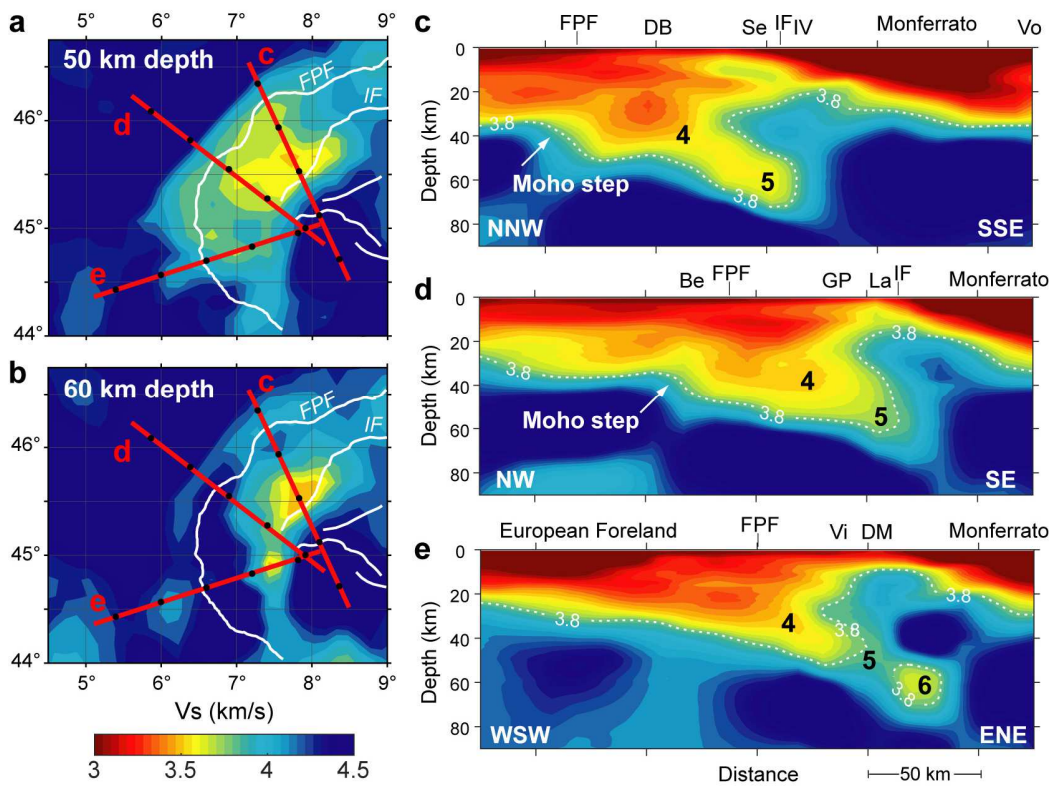 a
5° 6° 7° 8° 9°
50 km depth
c
FPF
IF
d
e
46°
45°
44°
b
60 km depth
c
FPF
IF
d
e
46°
45°
44°
5° 6° 7° 8° 9°
Vs (km/s)
3 3.5 4 4.5
c
FPF DB Se IF IV Monferrato Vo
Depth (km)
0
20
40
60
80
3.8
3.8
4
5
3.8
Moho step
NNW SSE
d
Be FPF GP La IF Monferrato
Depth (km)
0
20
40
60
80
3.8
3.8
4
5
3.8
Moho step
NW SE
e
European Foreland FPF Vi DM Monferrato
Depth (km)
0
20
40
60
80
3.8
3.8
3.8
4
5
6
3.8
WSW ENE
Distance 50 km